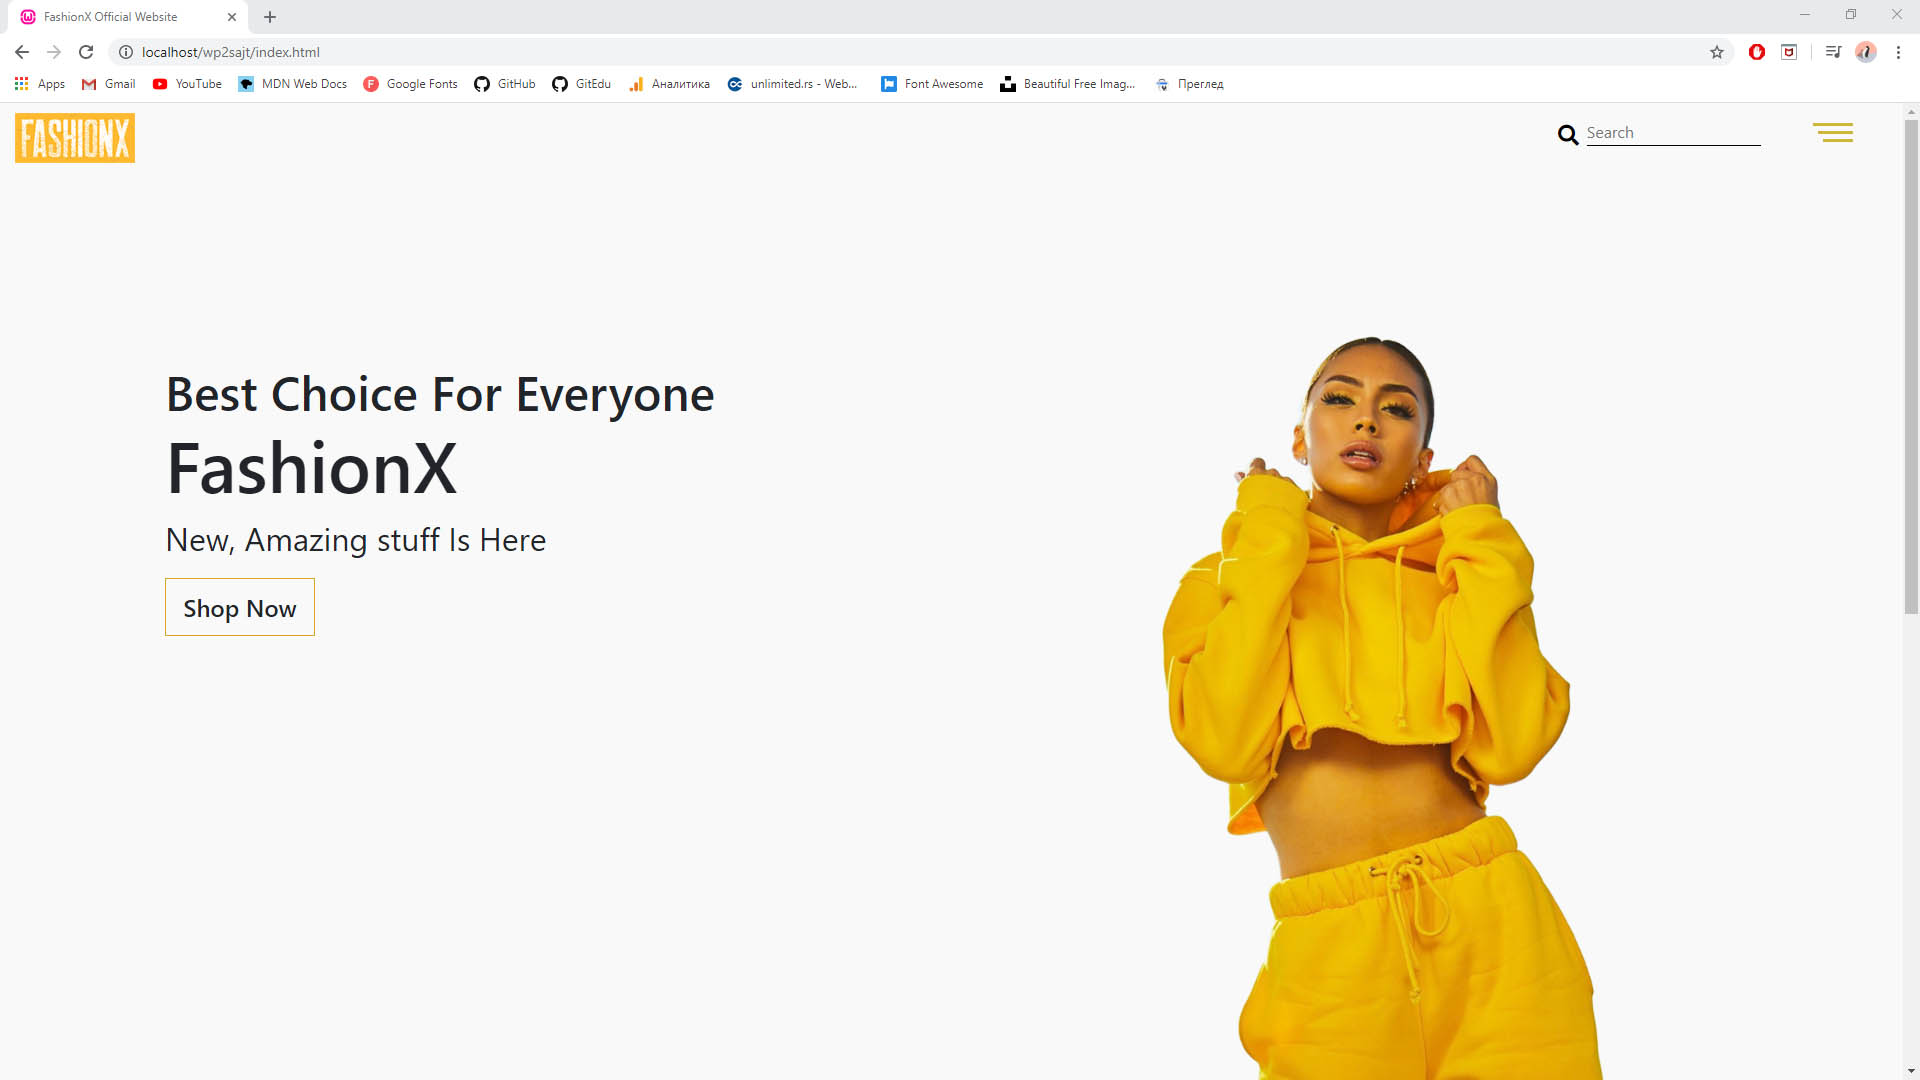 FashionX Official Website
localhost/wp2sajt/index.html
Apps
Gmail
YouTube
MDN Web Docs
Google Fonts
GitHub
GitEdu
Аналитика
unlimited.rs - Web...
Font Awesome
Beautiful Free Imag...
Преглед
FASHIONX
Search
Best Choice For Everyone
FashionX
New, Amazing stuff Is Here
Shop Now